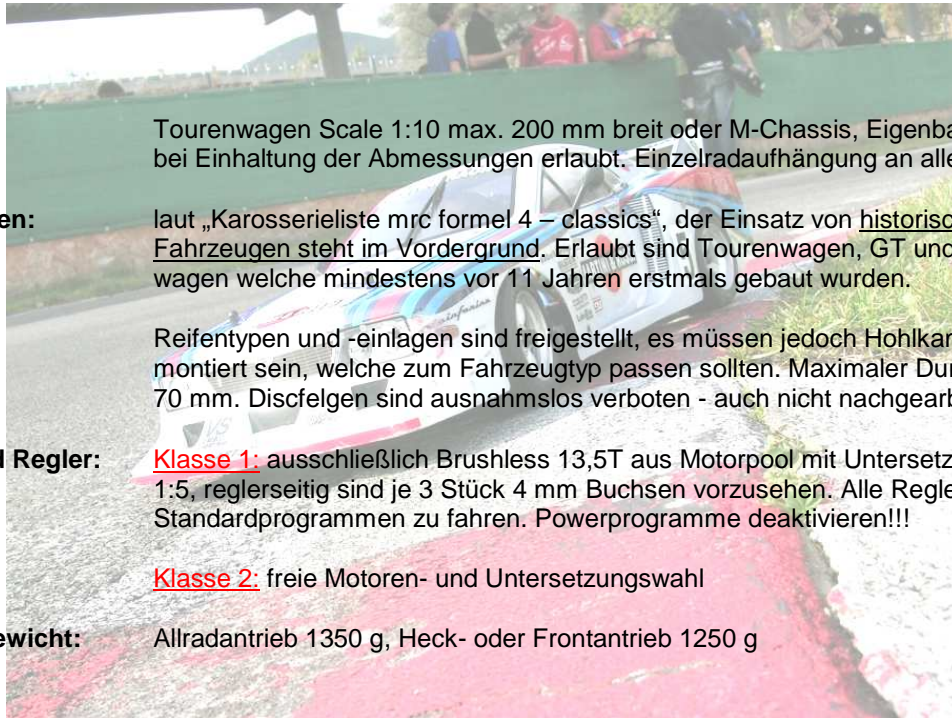 Tourenwagen Scale 1:10 max. 200 mm breit oder M-Chassis, Eigenba
bei Einhaltung der Abmessungen erlaubt. Einzelradaufhängung an alle
en: laut „Karosserieliste mrc formel 4 – classics“, der Einsatz von historisc
Fahrzeugen steht im Vordergrund. Erlaubt sind Tourenwagen, GT und
wagen welche mindestens vor 11 Jahren erstmals gebaut wurden.
Reifentypen und -einlagen sind freigestellt, es müssen jedoch Hohlkam
montiert sein, welche zum Fahrzeugtyp passen sollten. Maximaler Dur
70 mm. Discfelgen sind ausnahmslos verboten - auch nicht nachgearb
d Regler: Klasse 1: ausschließlich Brushless 13,5T aus Motorpool mit Untersetz
1:5, reglerseitig sind je 3 Stück 4 mm Buchsen vorzusehen. Alle Regle
Standardprogrammen zu fahren. Powerprogramme deaktivieren!!!
Klasse 2: freie Motoren- und Untersetzungswahl
ewicht: Allradantrieb 1350 g, Heck- oder Frontantrieb 1250 g